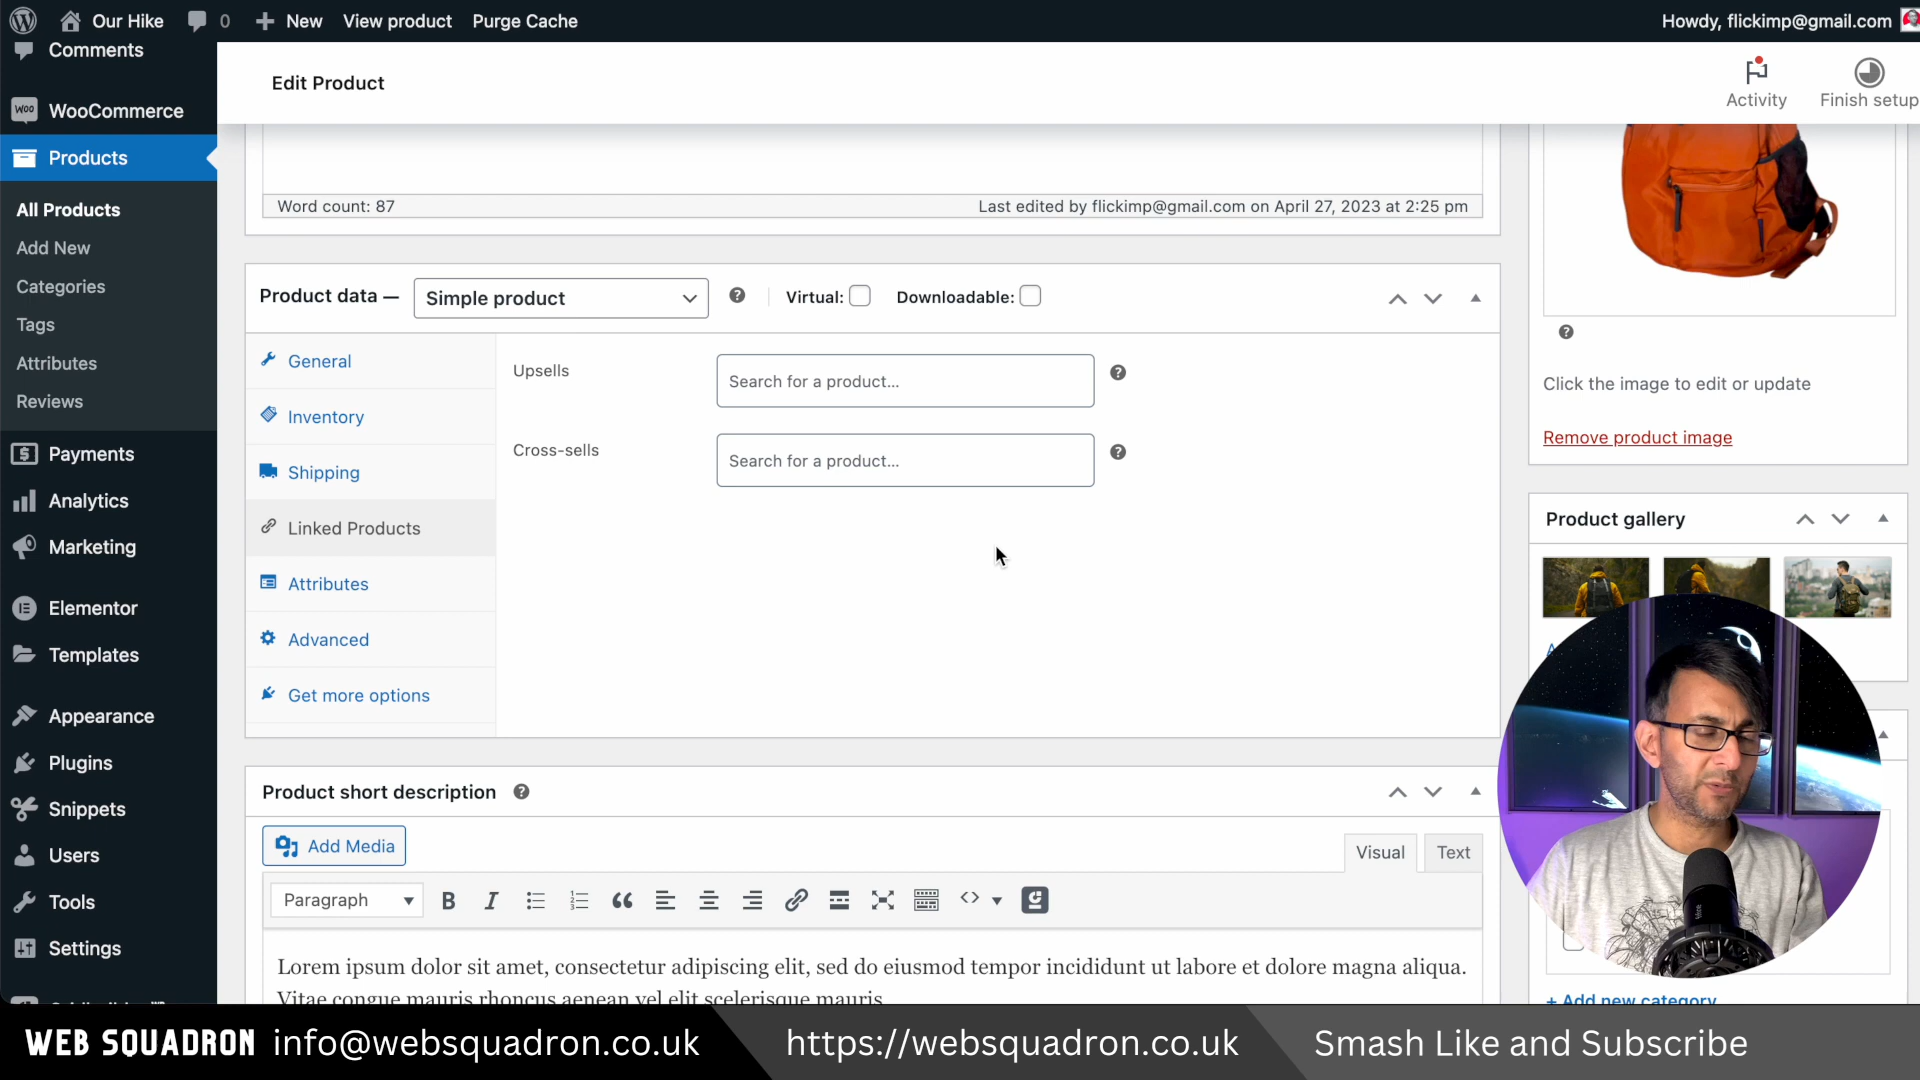 Our Hike
0
New
View product
Purge Cache
Howdy, flickimp@gmail.com
Comments
WooCommerce
Products
All Products
Add New
Categories
Tags
Attributes
Reviews
Payments
Analytics
Marketing
Elementor
Templates
Appearance
Plugins
Snippets
Users
Tools
Settings
Edit Product
Activity
Finish setup
Word count: 87
Last edited by flickimp@gmail.com on April 27, 2023 at 2:25 pm
Product data —
Simple product
Virtual:
Downloadable:
General
Inventory
Shipping
Linked Products
Attributes
Advanced
Get more options
Upsells
Search for a product...
Cross-sells
Search for a product...
Product short description
Add Media
Visual
Text
Paragraph
Lorem ipsum dolor sit amet, consectetur adipiscing elit, sed do eiusmod tempor incididunt ut labore et dolore magna aliqua.
Vitae congue mauris rhoncus aenean vel elit scelerisque mauris
Click the image to edit or update
Remove product image
Product gallery
+ Add new category
WEB SQUADRON
info@websquadron.co.uk
https://websquadron.co.uk
Smash Like and Subscribe